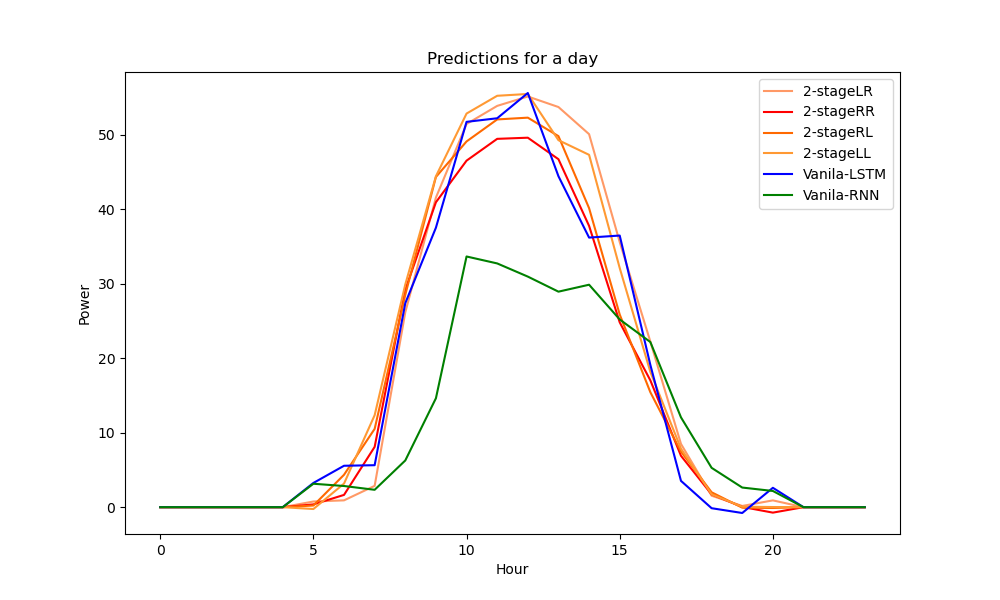 Predictions for a day
2-stageLR
2-stageRR
2-stageRL
2-stageLL
Vanila-LSTM
Vanila-RNN
50
40
30
20
10
0
Power
0 5 10 15 20
Hour